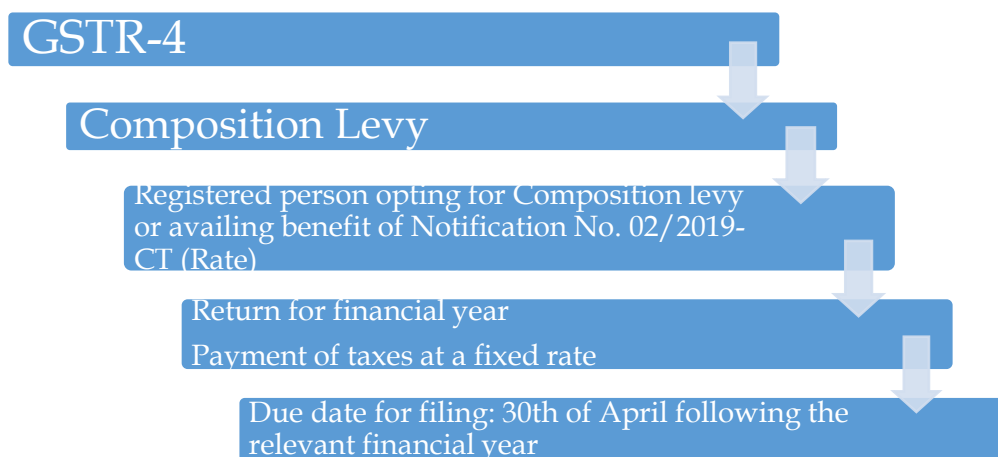 GSTR-4
Composition Levy
Registered person opting for Composition levy
or availing benefit of Notification No. 02/2019-
CT (Rate)
Return for financial year
Payment of taxes at a fixed rate
Due date for filing: 30th of April following the
relevant financial year